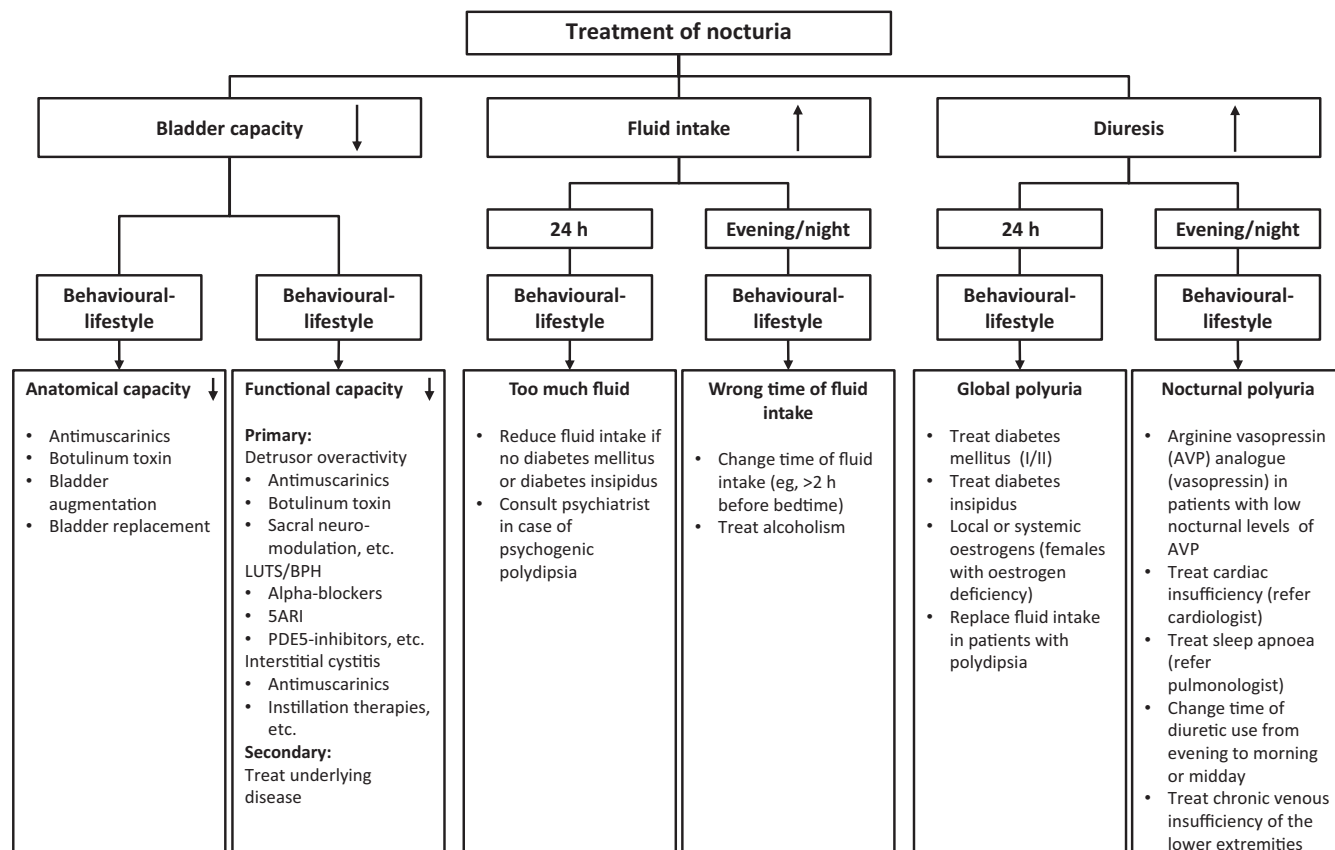 Treatment of nocturia
Bladder capacity
Fluid intake
Diuresis
24 h
Evening/night
24 h
Evening/night
Behavioural-
lifestyle
Behavioural-
lifestyle
Behavioural-
lifestyle
Behavioural-
lifestyle
Behavioural-
lifestyle
Behavioural-
lifestyle
Anatomical capacity
• Antimuscarinics
• Botulinum toxin
• Bladder
augmentation
• Bladder replacement
Functional capacity
Primary:
Detrusor overactivity
• Antimuscarinics
• Botulinum toxin
• Sacral neuro-
modulation, etc.
LUTS/BPH
• Alpha-blockers
• 5ARI
• PDE5-inhibitors, etc.
Interstitial cystitis
• Antimuscarinics
• Instillation therapies,
etc.
Secondary:
Treat underlying
disease
Too much fluid
• Reduce fluid intake if
no diabetes mellitus
or diabetes insipidus
• Consult psychiatrist
in case of
psychogenic
polydipsia
Wrong time of fluid
intake
• Change time of fluid
intake (eg, >2 h
before bedtime)
• Treat alcoholism
Global polyuria
• Treat diabetes
mellitus (I/II)
• Treat diabetes
insipidus
• Local or systemic
oestrogens (females
with oestrogen
deficiency)
• Replace fluid intake
in patients with
polydipsia
Nocturnal polyuria
• Arginine vasopressin
(AVP) analogue
(vasopressin) in
patients with low
nocturnal levels of
AVP
• Treat cardiac
insufficiency (refer
cardiologist)
• Treat sleep apnoea
(refer
pulmonologist)
• Change time of
diuretic use from
evening to morning
or midday
• Treat chronic venous
insufficiency of the
lower extremities